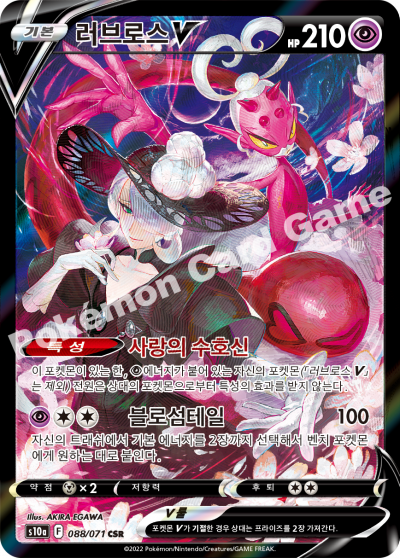 기본 러브로스V HP 210
Pokémon Card Game
특성 사랑의 수호신
이 포켓몬이 있는 한, 에너지가 붙어 있는 자신의 포켓몬(「러브로스V」
는 제외) 전원은 상대의 포켓몬으로부터 특성의 효과를 받지 않는다.
블로섬테일 100
자신의 트래쉬에서 기본 에너지를 2장까지 선택해서 벤치 포켓몬
에게 원하는 대로 붙인다.
약점 ×2 저항력 후퇴
Illus. AKIRA EGAWA
V룰
s10a F 088/071 CSR
포켓몬V가 기절한 경우 상대는 프라이즈를 2장 가져간다.
©2022 Pokémon/Nintendo/Creatures/GAME FREAK.